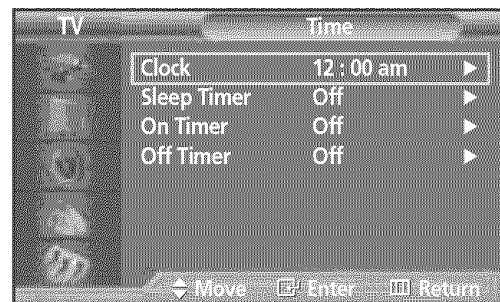 TV Time
Clock 12 : 00 am
Sleep Timer Off
On Timer Off
Off Timer Off
Move Enter Return